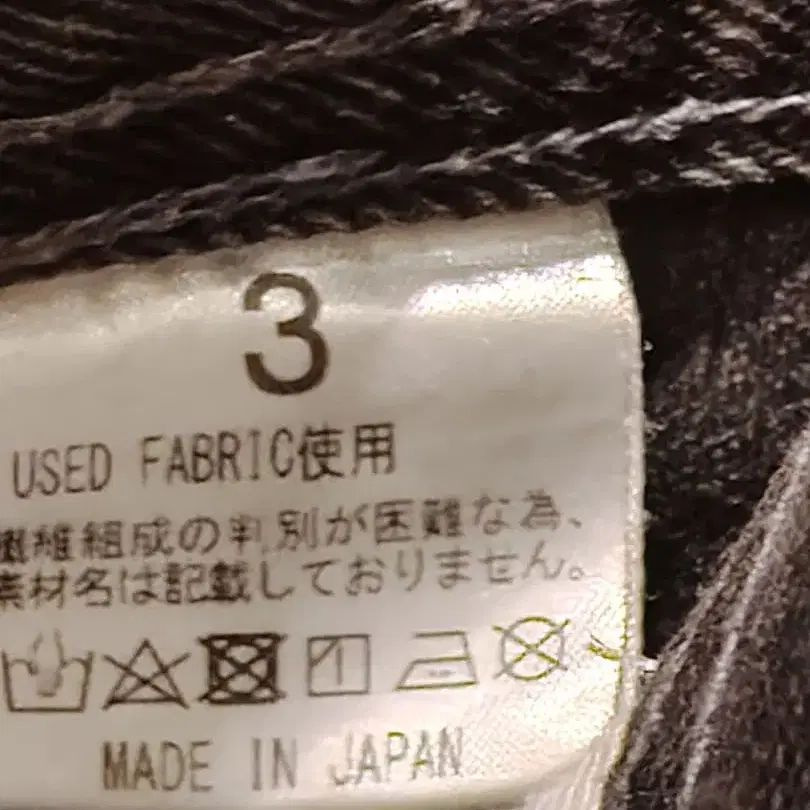 3
USED FABRIC使用
繊維組成の判別が困難な為、
素材名は記載しておりません。
MADE IN JAPAN